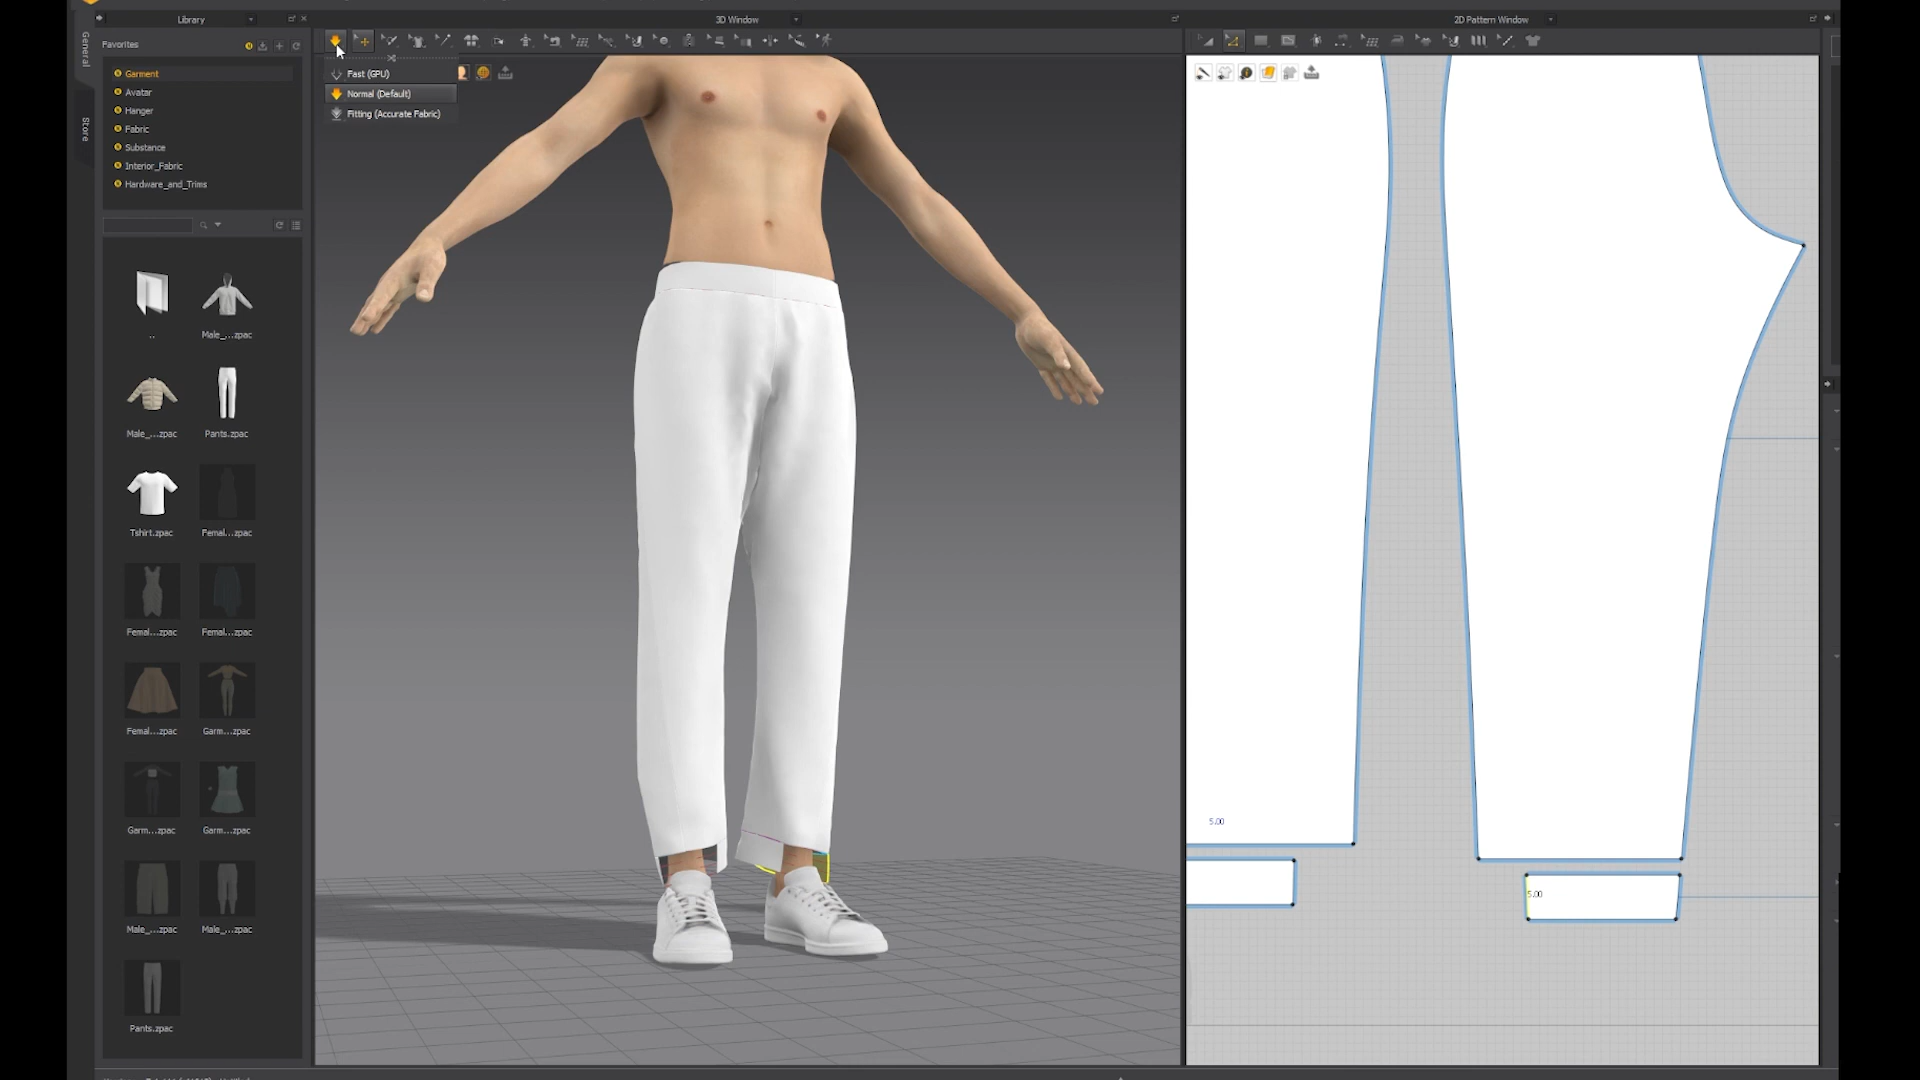 Library
3D Window
2D Pattern Window
General
Store
Favorites
Garment
Avatar
Hanger
Fabric
Substance
Interior_Fabric
Hardware_and_Trims
Fast (GPU)
Normal (Default)
Fitting (Accurate Fabric)
..
Male_...zpac
Male_...zpac
Pants.zpac
Tshirt.zpac
Femal...zpac
Femal...zpac
Femal...zpac
Femal...zpac
Garm...zpac
Garm...zpac
Garm...zpac
Male_...zpac
Male_...zpac
Pants.zpac
5.00
5.00